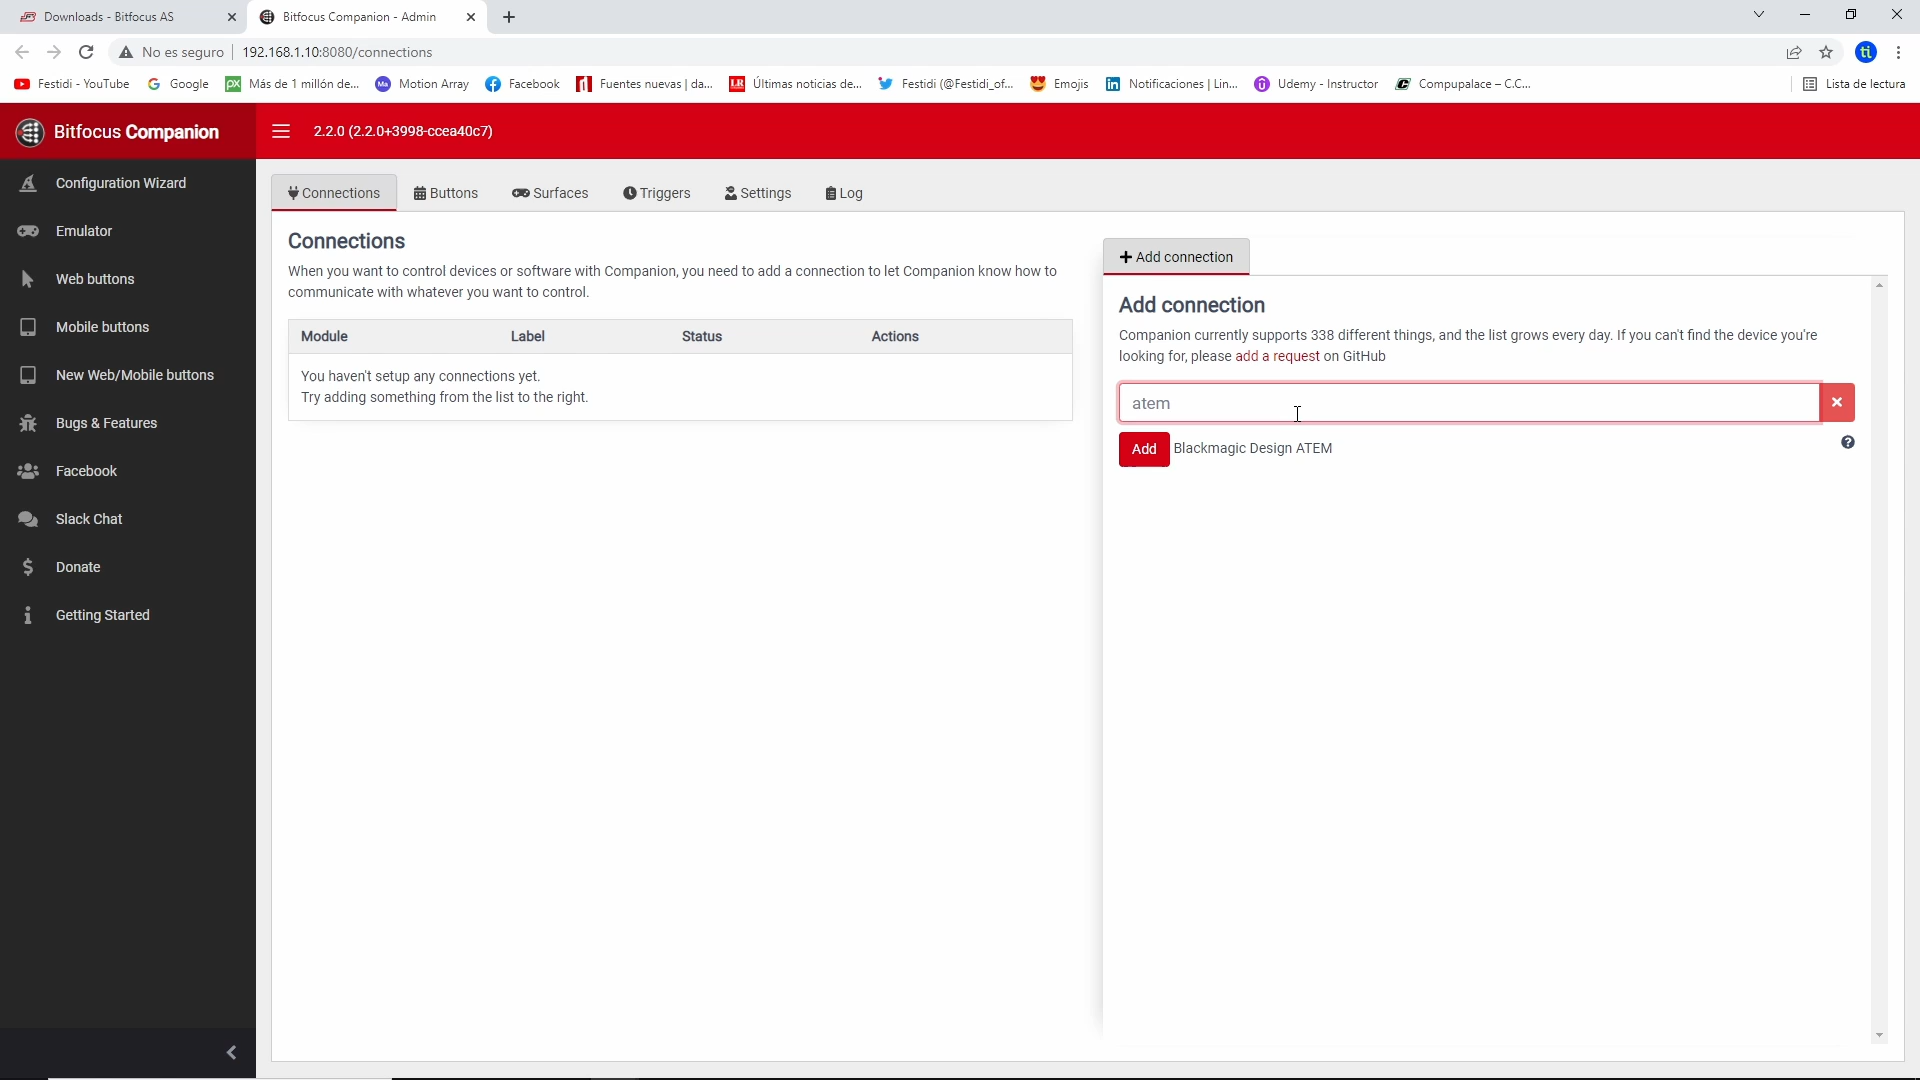 Downloads - Bitfocus AS
Bitfocus Companion - Admin
No es seguro
192.168.1.10:8080/connections
Festidi - YouTube
Google
Más de 1 millón de...
Motion Array
Facebook
Fuentes nuevas | da...
Últimas noticias de...
Festidi (@Festidi_of...
Emojis
Notificaciones | Lin...
Udemy - Instructor
Compupalace – C.C...
Lista de lectura
Bitfocus Companion
2.2.0 (2.2.0+3998-ccea40c7)
Configuration Wizard
Emulator
Web buttons
Mobile buttons
New Web/Mobile buttons
Bugs & Features
Facebook
Slack Chat
Donate
Getting Started
Connections
Buttons
Surfaces
Triggers
Settings
Log
Connections
When you want to control devices or software with Companion, you need to add a connection to let Companion know how to
communicate with whatever you want to control.
Module
Label
Status
Actions
You haven't setup any connections yet.
Try adding something from the list to the right.
Add connection
Add connection
Companion currently supports 338 different things, and the list grows every day. If you can't find the device you're
looking for, please add a request on GitHub
atem
Add
Blackmagic Design ATEM